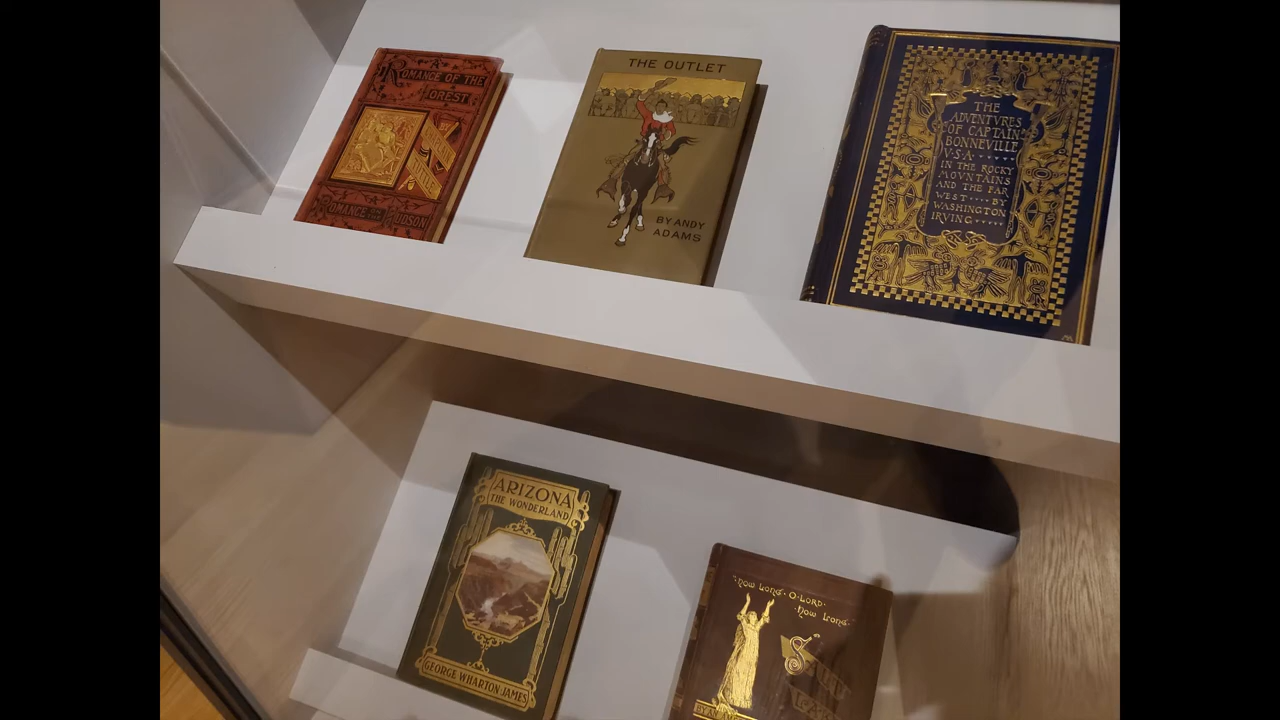 A
ROMANCE OF THE
FOREST
ROMANCE OF THE HUDSON
THE OUTLET
BY ANDY
ADAMS
THE
ADVENTVRES
OF CAPTAIN
BONNEVILLE
V·S·A·
IN THE ROCKY
MOVNTAINS
AND THE FAR
WEST···· BY
WASHINGTON
IRVING
ARIZONA
THE WONDERLAND
GEORGE WHARTON JAMES
·How Long·O·LORD·
·How Long·